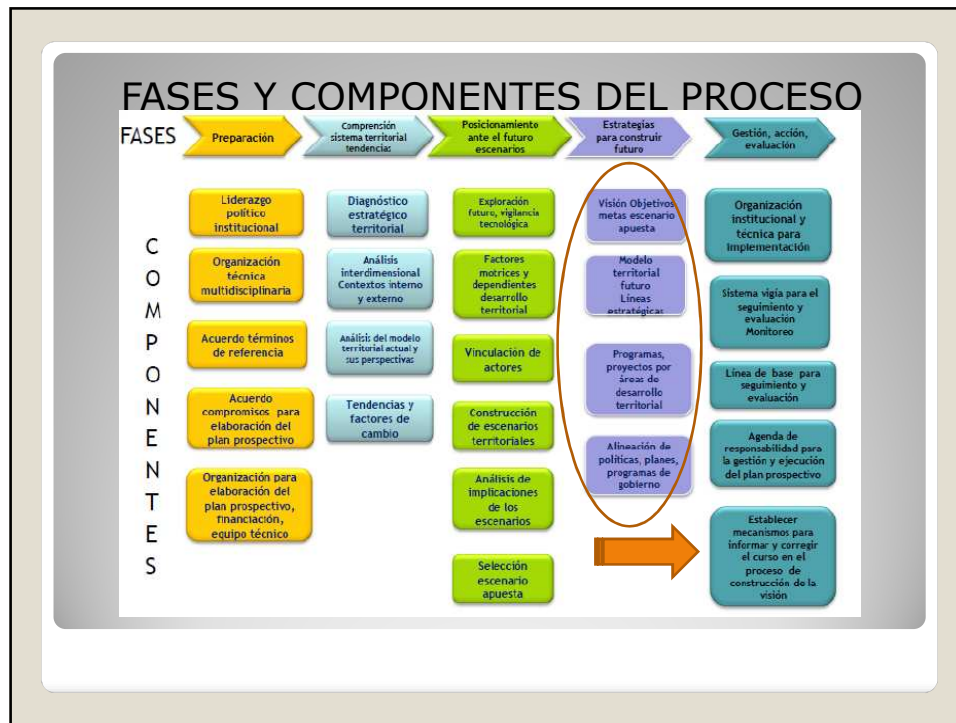 FASES Y COMPONENTES DEL PROCESO
FASES
Preparación
Comprensión
sistema territorial
tendencias
Posicionamiento
ante el futuro
escenarios
Estrategias
para construir
futuro
Gestión, acción,
evaluación
C
O
M
P
O
N
E
N
T
E
S
Liderazgo
político
institucional
Organización
técnica
multidisciplinaria
Acuerdo términos
de referencia
Acuerdo
compromisos para
elaboración del
plan prospectivo
Organización para
elaboración del
plan prospectivo,
financiación,
equipo técnico
Diagnóstico
estratégico
territorial
Análisis
interdimensional
Contextos interno
y externo
Análisis del modelo
territorial actual y
sus perspectivas
Tendencias y
factores de
cambio
Exploración
futuro, vigilancia
tecnológica
Factores
motrices y
dependientes
desarrollo
territorial
Vinculación de
actores
Construcción
de escenarios
territoriales
Análisis de
implicaciones
de los
escenarios
Selección
escenario
apuesta
Visión Objetivos
metas escenario
apuesta
Modelo
territorial
futuro
Líneas
estratégicas
Programas,
proyectos por
áreas de
desarrollo
territorial
Alineación de
políticas, planes,
programas de
gobierno
Organización
institucional y
técnica para
implementación
Sistema vigía para el
seguimiento y
evaluación
Monitoreo
Línea de base para
seguimiento y
evaluación
Agenda de
responsabilidad para
la gestión y ejecución
del plan prospectivo
Establecer
mecanismos para
informar y corregir
el curso en el
proceso de
construcción de la
visión